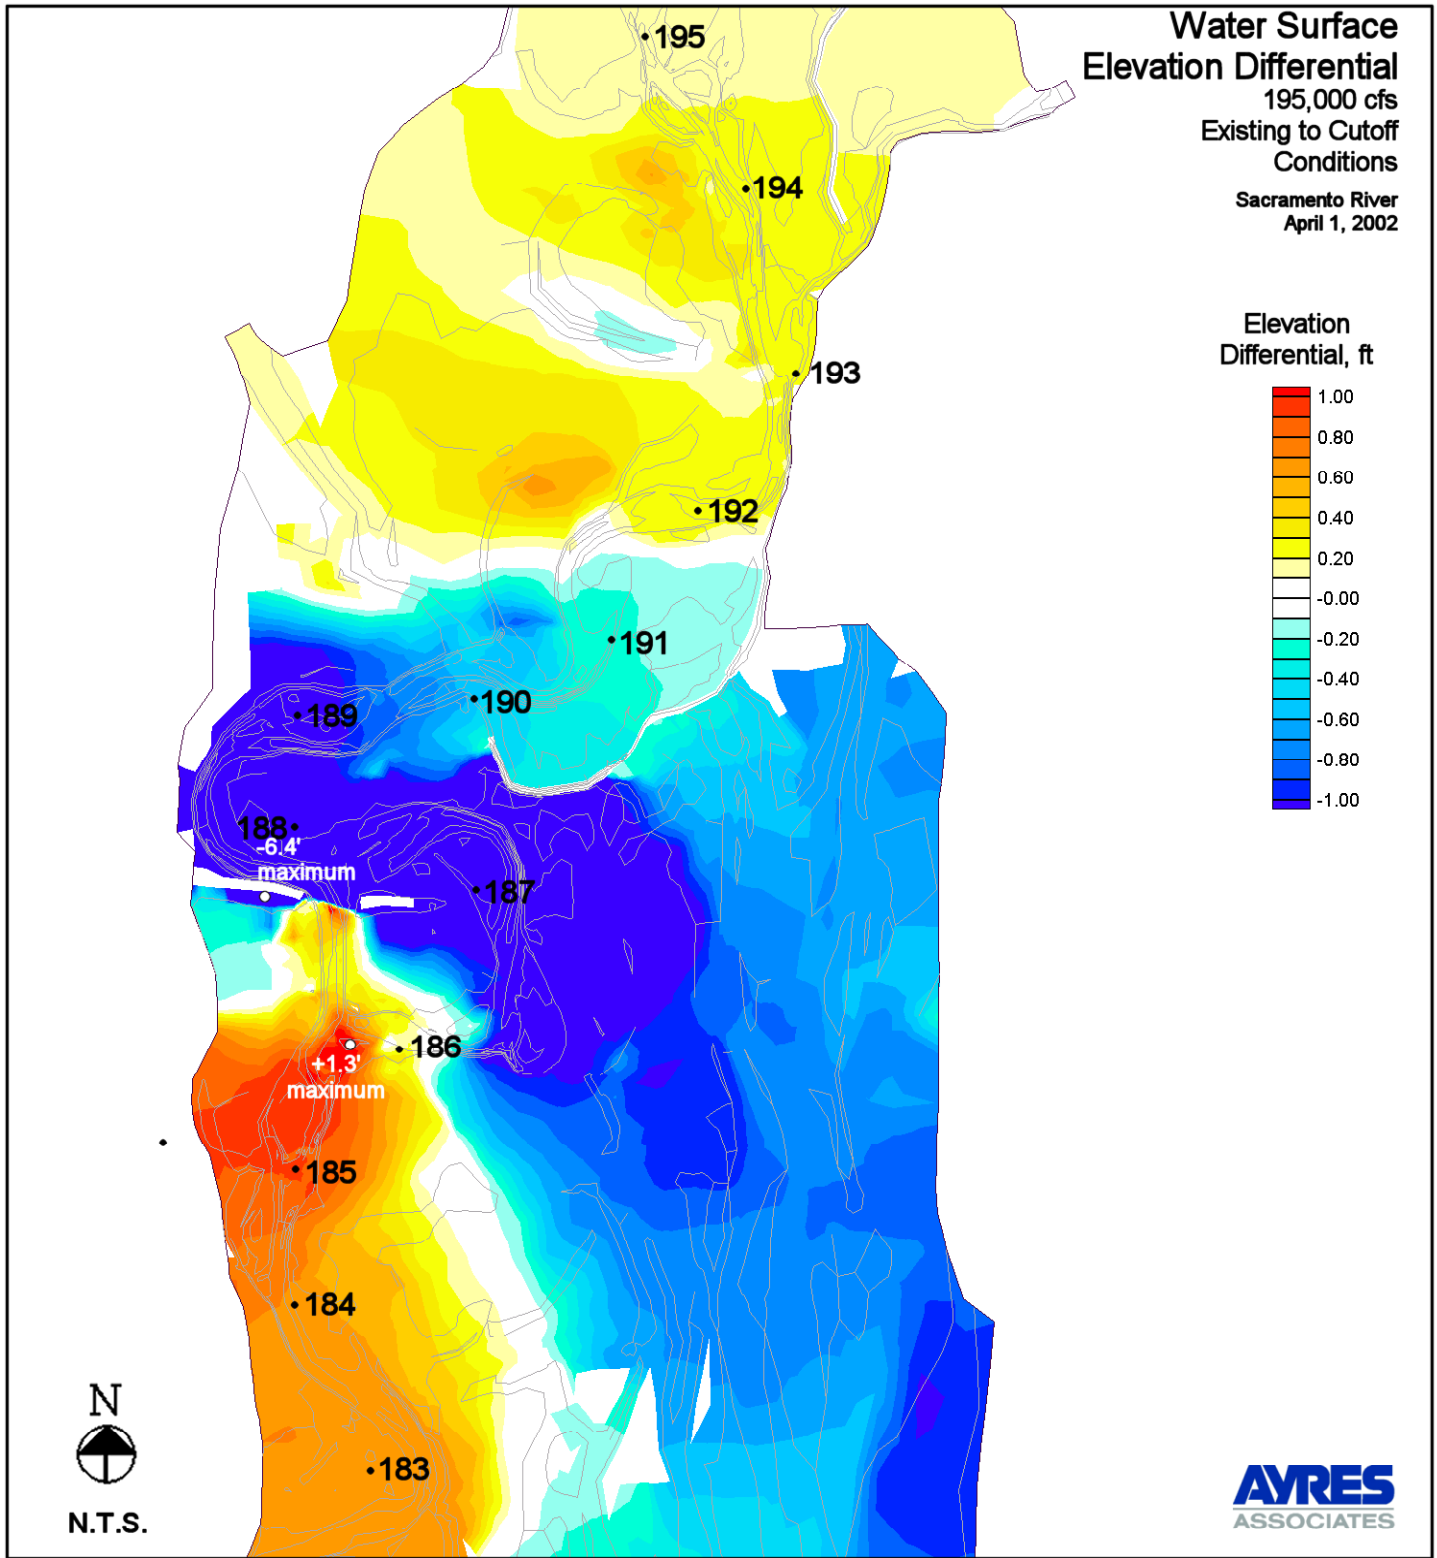 Water Surface
Elevation Differential
195,000 cfs
Existing to Cutoff
Conditions
Sacramento River
April 1, 2002
Elevation
Differential, ft
1.00
0.80
0.60
0.40
0.20
-0.00
-0.20
-0.40
-0.60
-0.80
-1.00
195
194
193
192
191
190
189
188
-6.4'
maximum
187
186
+1.3'
maximum
185
184
183
N
N.T.S.
AYRES
ASSOCIATES